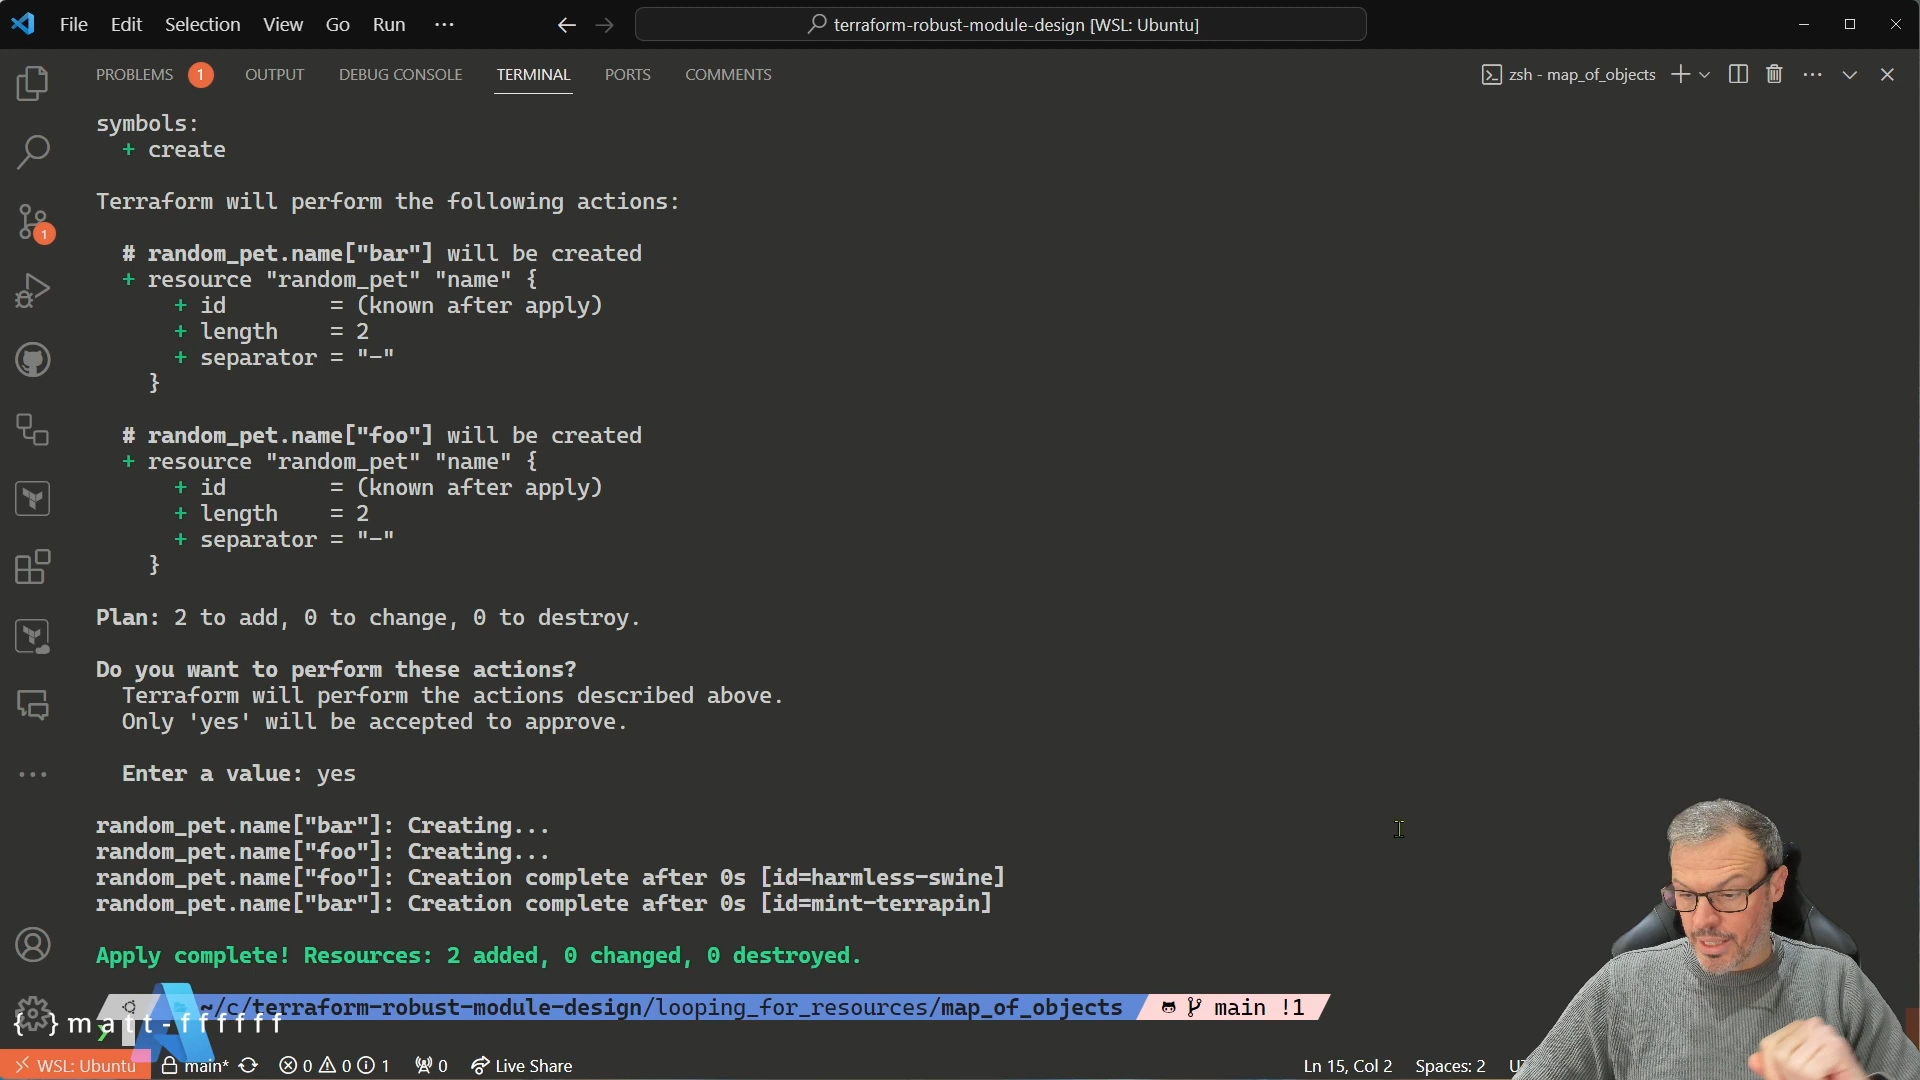 File Edit Selection View Go Run ··· terraform-robust-module-design [WSL: Ubuntu]
PROBLEMS 1 OUTPUT DEBUG CONSOLE TERMINAL PORTS COMMENTS zsh - map_of_objects
symbols:
+ create
Terraform will perform the following actions:
# random_pet.name["bar"] will be created
+ resource "random_pet" "name" {
+ id = (known after apply)
+ length = 2
+ separator = "-"
}
# random_pet.name["foo"] will be created
+ resource "random_pet" "name" {
+ id = (known after apply)
+ length = 2
+ separator = "-"
}
Plan: 2 to add, 0 to change, 0 to destroy.
Do you want to perform these actions?
Terraform will perform the actions described above.
Only 'yes' will be accepted to approve.
Enter a value: yes
random_pet.name["bar"]: Creating...
random_pet.name["foo"]: Creating...
random_pet.name["foo"]: Creation complete after 0s [id=harmless-swine]
random_pet.name["bar"]: Creation complete after 0s [id=mint-terrapin]
Apply complete! Resources: 2 added, 0 changed, 0 destroyed.
~/c/terraform-robust-module-design/looping_for_resources/map_of_objects main !1
{ } matt-ffffff
WSL: Ubuntu main* 0 0 1 0 Live Share Ln 15, Col 2 Spaces: 2
1